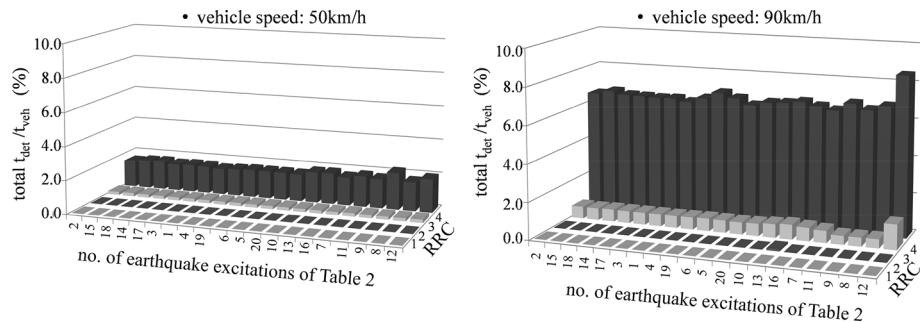 • vehicle speed: 50km/h
total t_det /t_veh (%)
10.0
8.0
6.0
4.0
2.0
0.0
2 15 18 14 17 3 1 4 19 6 5 20 10 13 16 7 11 9 8 12
1 2 3 4
RRC
no. of earthquake excitations of Table 2
• vehicle speed: 90km/h
total t_det /t_veh (%)
10.0
8.0
6.0
4.0
2.0
0.0
2 15 18 14 17 3 1 4 19 6 5 20 10 13 16 7 11 9 8 12
1 2 3 4
RRC
no. of earthquake excitations of Table 2